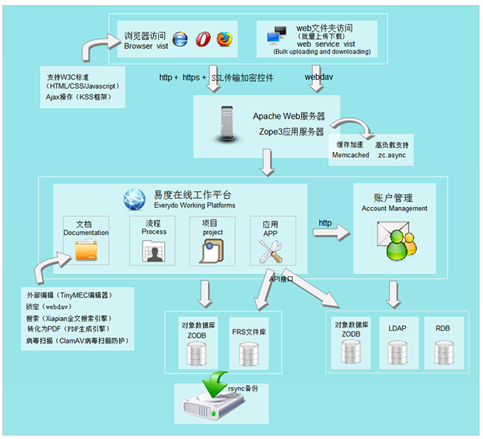 浏览器访问
Browser vist
web文件夹访问
（批量上传下载）
web service vist
(Bulk uploading and downloading)
支持W3C标准
(HTML/CSS/Javascript)
Ajax操作（KSS框架）
http + https + SSL传输加密控件
webdav
Apache Web服务器
Zope3应用服务器
缓存加速
Memcached
高负载支持
zc.async
易度在线工作平台
Everydo Working Platforms
文档
Documentation
流程
Process
项目
project
应用
APP
http
账户管理
Account Management
API接口
外部编辑（TinyMEC编辑器）
锁定（webdav）
搜索（Xiapian全文搜索引擎）
转化为PDF（PDF生成引擎）
病毒扫描（ClamAV病毒扫描防护）
对象数据库
ZODB
FRS文件库
对象数据库
ZODB
LDAP
RDB
rsync备份